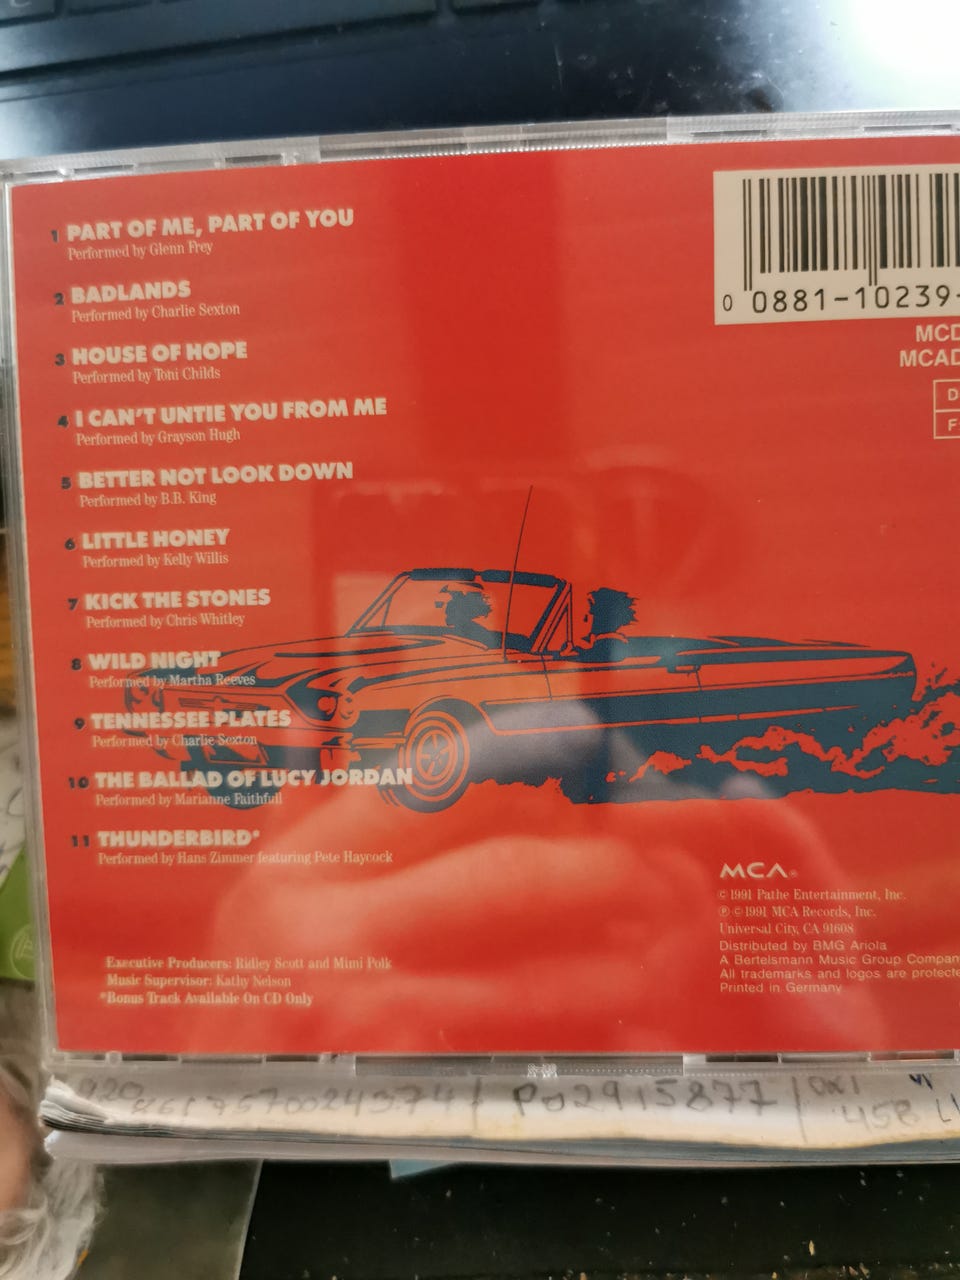 1 PART OF ME, PART OF YOU
Performed by Glenn Frey
2 BADLANDS
Performed by Charlie Sexton
3 HOUSE OF HOPE
Performed by Toni Childs
4 I CAN'T UNTIE YOU FROM ME
Performed by Grayson Hugh
5 BETTER NOT LOOK DOWN
Performed by B.B. King
6 LITTLE HONEY
Performed by Kelly Willis
7 KICK THE STONES
Performed by Chris Whitley
8 WILD NIGHT
Performed by Martha Reeves
9 TENNESSEE PLATES
Performed by Charlie Sexton
10 THE BALLAD OF LUCY JORDAN
Performed by Marianne Faithfull
11 THUNDERBIRD*
Performed by Hans Zimmer featuring Pete Haycock
Executive Producers: Ridley Scott and Mimi Polk
Music Supervisor: Kathy Nelson
*Bonus Track Available On CD Only
0 0881-10239-
MCD
MCAD
D
F
MCA®
© 1991 Pathe Entertainment, Inc.
℗ © 1991 MCA Records, Inc.
Universal City, CA 91608
Distributed by BMG Ariola
A Bertelsmann Music Group Compan
All trademarks and logos are protecte
Printed in Germany
Po2915877
458